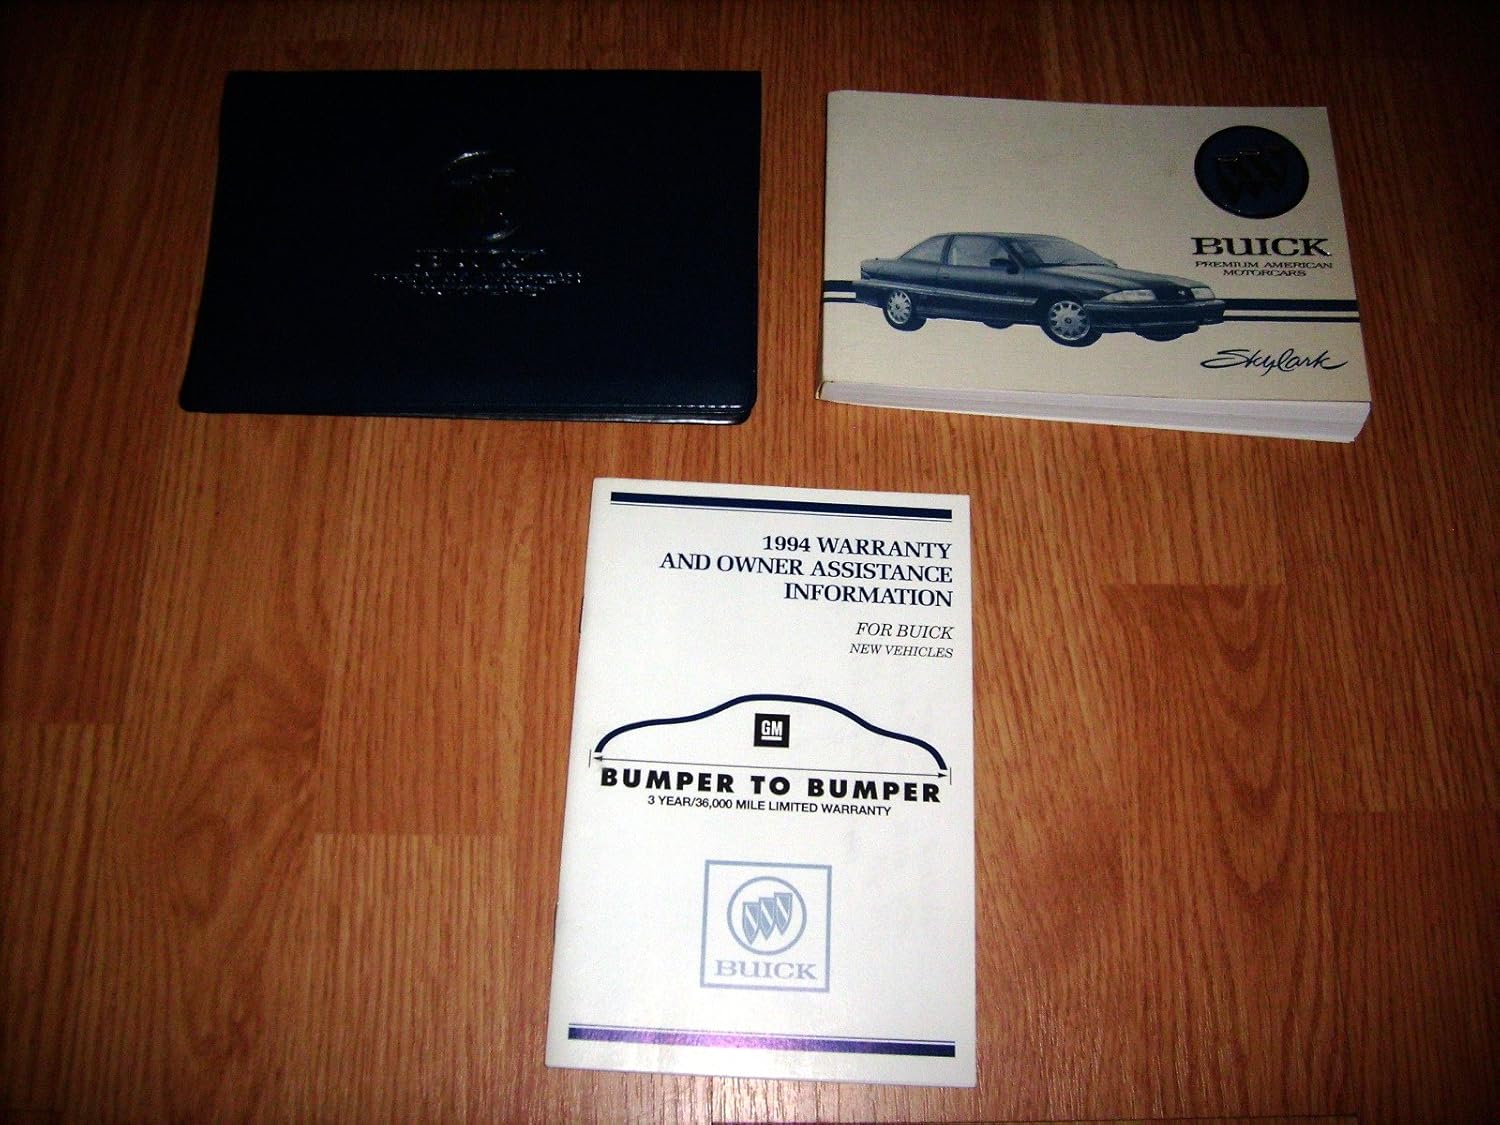 BUICK
PREMIUM AMERICAN
MOTORCARS
Skylark
1994 WARRANTY
AND OWNER ASSISTANCE
INFORMATION
FOR BUICK
NEW VEHICLES
GM
BUMPER TO BUMPER
3 YEAR/36,000 MILE LIMITED WARRANTY
BUICK